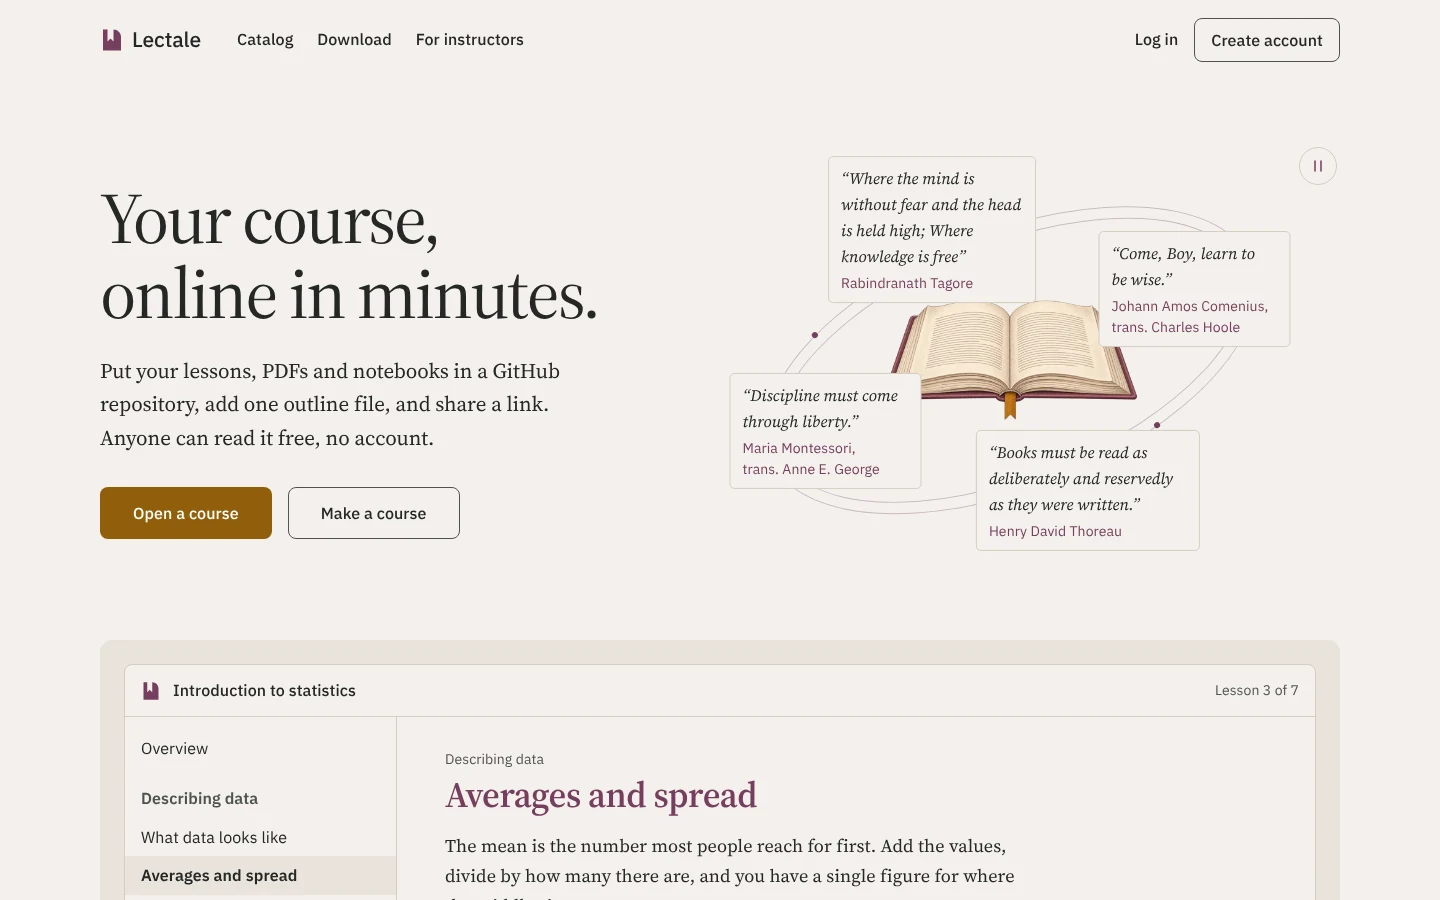 Lectale
Catalog
Download
For instructors
Log in
Create account
Your course,
online in minutes.
Put your lessons, PDFs and notebooks in a GitHub
repository, add one outline file, and share a link.
Anyone can read it free, no account.
Open a course
Make a course
“Where the mind is
without fear and the head
is held high; Where
knowledge is free”
Rabindranath Tagore
“Come, Boy, learn to
be wise.”
Johann Amos Comenius,
trans. Charles Hoole
“Discipline must come
through liberty.”
Maria Montessori,
trans. Anne E. George
“Books must be read as
deliberately and reservedly
as they were written.”
Henry David Thoreau
Introduction to statistics
Lesson 3 of 7
Overview
Describing data
What data looks like
Averages and spread
Describing data
Averages and spread
The mean is the number most people reach for first. Add the values,
divide by how many there are, and you have a single figure for where